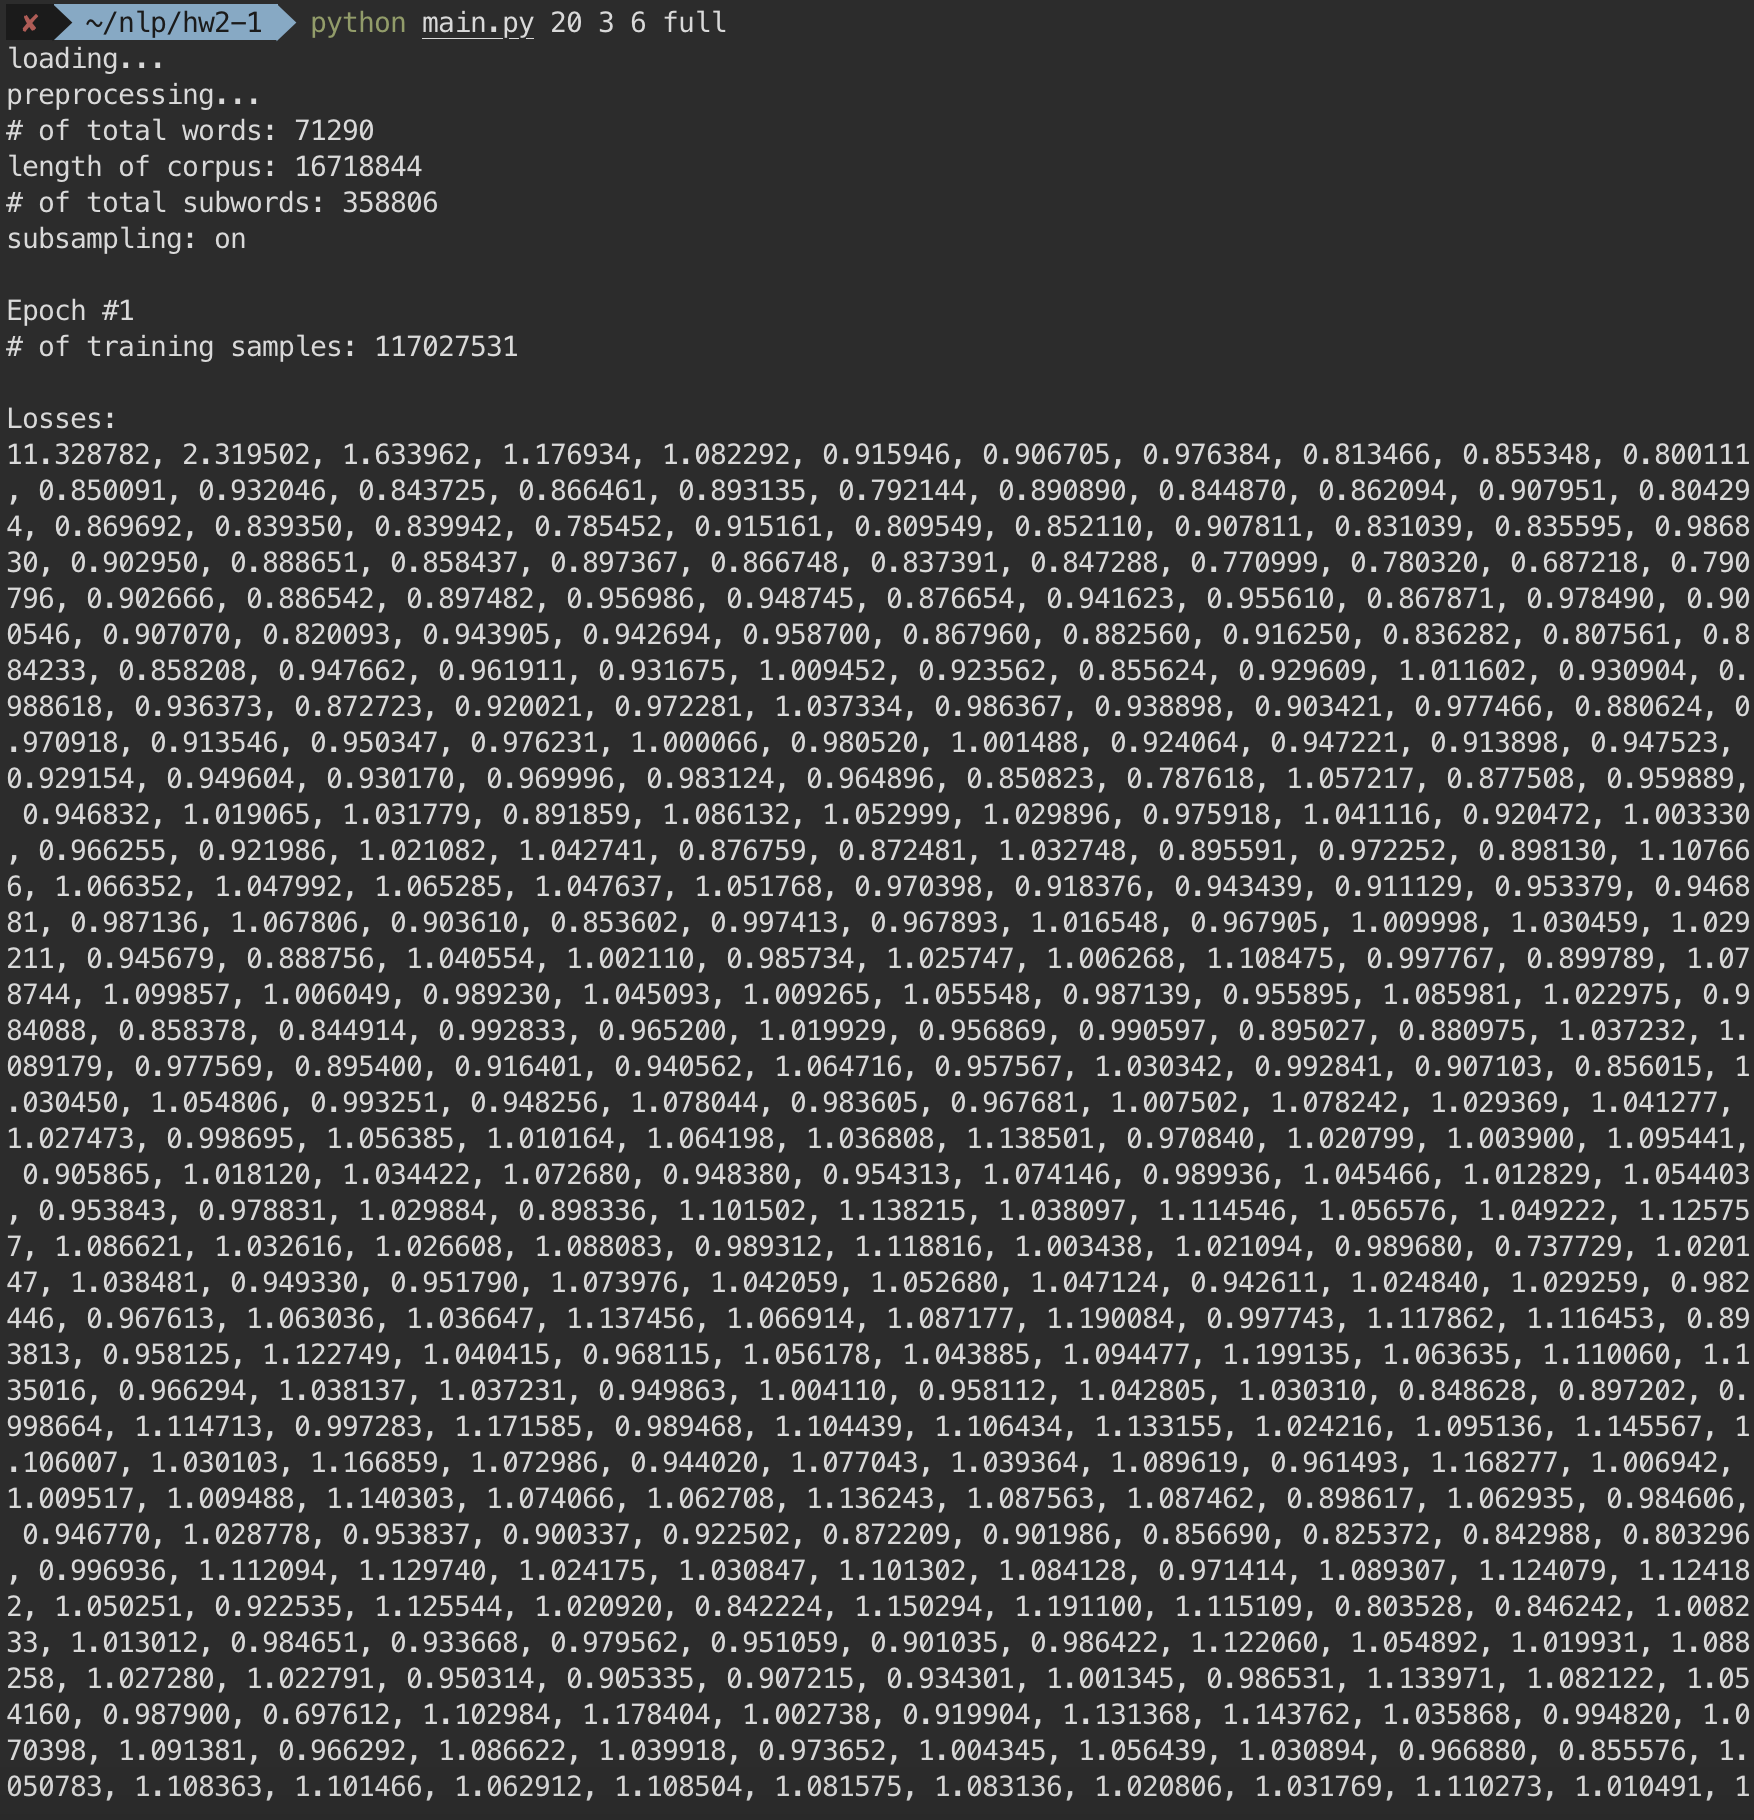 ✘ ~/nlp/hw2-1 python main.py 20 3 6 full
loading...
preprocessing...
# of total words: 71290
length of corpus: 16718844
# of total subwords: 358806
subsampling: on
Epoch #1
# of training samples: 117027531
Losses:
11.328782, 2.319502, 1.633962, 1.176934, 1.082292, 0.915946, 0.906705, 0.976384, 0.813466, 0.855348, 0.800111
, 0.850091, 0.932046, 0.843725, 0.866461, 0.893135, 0.792144, 0.890890, 0.844870, 0.862094, 0.907951, 0.80429
4, 0.869692, 0.839350, 0.839942, 0.785452, 0.915161, 0.809549, 0.852110, 0.907811, 0.831039, 0.835595, 0.9868
30, 0.902950, 0.888651, 0.858437, 0.897367, 0.866748, 0.837391, 0.847288, 0.770999, 0.780320, 0.687218, 0.790
796, 0.902666, 0.886542, 0.897482, 0.956986, 0.948745, 0.876654, 0.941623, 0.955610, 0.867871, 0.978490, 0.90
0546, 0.907070, 0.820093, 0.943905, 0.942694, 0.958700, 0.867960, 0.882560, 0.916250, 0.836282, 0.807561, 0.8
84233, 0.858208, 0.947662, 0.961911, 0.931675, 1.009452, 0.923562, 0.855624, 0.929609, 1.011602, 0.930904, 0.
988618, 0.936373, 0.872723, 0.920021, 0.972281, 1.037334, 0.986367, 0.938898, 0.903421, 0.977466, 0.880624, 0
.970918, 0.913546, 0.950347, 0.976231, 1.000066, 0.980520, 1.001488, 0.924064, 0.947221, 0.913898, 0.947523,
0.929154, 0.949604, 0.930170, 0.969996, 0.983124, 0.964896, 0.850823, 0.787618, 1.057217, 0.877508, 0.959889,
 0.946832, 1.019065, 1.031779, 0.891859, 1.086132, 1.052999, 1.029896, 0.975918, 1.041116, 0.920472, 1.003330
, 0.966255, 0.921986, 1.021082, 1.042741, 0.876759, 0.872481, 1.032748, 0.895591, 0.972252, 0.898130, 1.10766
6, 1.066352, 1.047992, 1.065285, 1.047637, 1.051768, 0.970398, 0.918376, 0.943439, 0.911129, 0.953379, 0.9468
81, 0.987136, 1.067806, 0.903610, 0.853602, 0.997413, 0.967893, 1.016548, 0.967905, 1.009998, 1.030459, 1.029
211, 0.945679, 0.888756, 1.040554, 1.002110, 0.985734, 1.025747, 1.006268, 1.108475, 0.997767, 0.899789, 1.07
8744, 1.099857, 1.006049, 0.989230, 1.045093, 1.009265, 1.055548, 0.987139, 0.955895, 1.085981, 1.022975, 0.9
84088, 0.858378, 0.844914, 0.992833, 0.965200, 1.019929, 0.956869, 0.990597, 0.895027, 0.880975, 1.037232, 1.
089179, 0.977569, 0.895400, 0.916401, 0.940562, 1.064716, 0.957567, 1.030342, 0.992841, 0.907103, 0.856015, 1
.030450, 1.054806, 0.993251, 0.948256, 1.078044, 0.983605, 0.967681, 1.007502, 1.078242, 1.029369, 1.041277,
1.027473, 0.998695, 1.056385, 1.010164, 1.064198, 1.036808, 1.138501, 0.970840, 1.020799, 1.003900, 1.095441,
 0.905865, 1.018120, 1.034422, 1.072680, 0.948380, 0.954313, 1.074146, 0.989936, 1.045466, 1.012829, 1.054403
, 0.953843, 0.978831, 1.029884, 0.898336, 1.101502, 1.138215, 1.038097, 1.114546, 1.056576, 1.049222, 1.12575
7, 1.086621, 1.032616, 1.026608, 1.088083, 0.989312, 1.118816, 1.003438, 1.021094, 0.989680, 0.737729, 1.0201
47, 1.038481, 0.949330, 0.951790, 1.073976, 1.042059, 1.052680, 1.047124, 0.942611, 1.024840, 1.029259, 0.982
446, 0.967613, 1.063036, 1.036647, 1.137456, 1.066914, 1.087177, 1.190084, 0.997743, 1.117862, 1.116453, 0.89
3813, 0.958125, 1.122749, 1.040415, 0.968115, 1.056178, 1.043885, 1.094477, 1.199135, 1.063635, 1.110060, 1.1
35016, 0.966294, 1.038137, 1.037231, 0.949863, 1.004110, 0.958112, 1.042805, 1.030310, 0.848628, 0.897202, 0.
998664, 1.114713, 0.997283, 1.171585, 0.989468, 1.104439, 1.106434, 1.133155, 1.024216, 1.095136, 1.145567, 1
.106007, 1.030103, 1.166859, 1.072986, 0.944020, 1.077043, 1.039364, 1.089619, 0.961493, 1.168277, 1.006942,
1.009517, 1.009488, 1.140303, 1.074066, 1.062708, 1.136243, 1.087563, 1.087462, 0.898617, 1.062935, 0.984606,
 0.946770, 1.028778, 0.953837, 0.900337, 0.922502, 0.872209, 0.901986, 0.856690, 0.825372, 0.842988, 0.803296
, 0.996936, 1.112094, 1.129740, 1.024175, 1.030847, 1.101302, 1.084128, 0.971414, 1.089307, 1.124079, 1.12418
2, 1.050251, 0.922535, 1.125544, 1.020920, 0.842224, 1.150294, 1.191100, 1.115109, 0.803528, 0.846242, 1.0082
33, 1.013012, 0.984651, 0.933668, 0.979562, 0.951059, 0.901035, 0.986422, 1.122060, 1.054892, 1.019931, 1.088
258, 1.027280, 1.022791, 0.950314, 0.905335, 0.907215, 0.934301, 1.001345, 0.986531, 1.133971, 1.082122, 1.05
4160, 0.987900, 0.697612, 1.102984, 1.178404, 1.002738, 0.919904, 1.131368, 1.143762, 1.035868, 0.994820, 1.0
70398, 1.091381, 0.966292, 1.086622, 1.039918, 0.973652, 1.004345, 1.056439, 1.030894, 0.966880, 0.855576, 1.
050783, 1.108363, 1.101466, 1.062912, 1.108504, 1.081575, 1.083136, 1.020806, 1.031769, 1.110273, 1.010491, 1